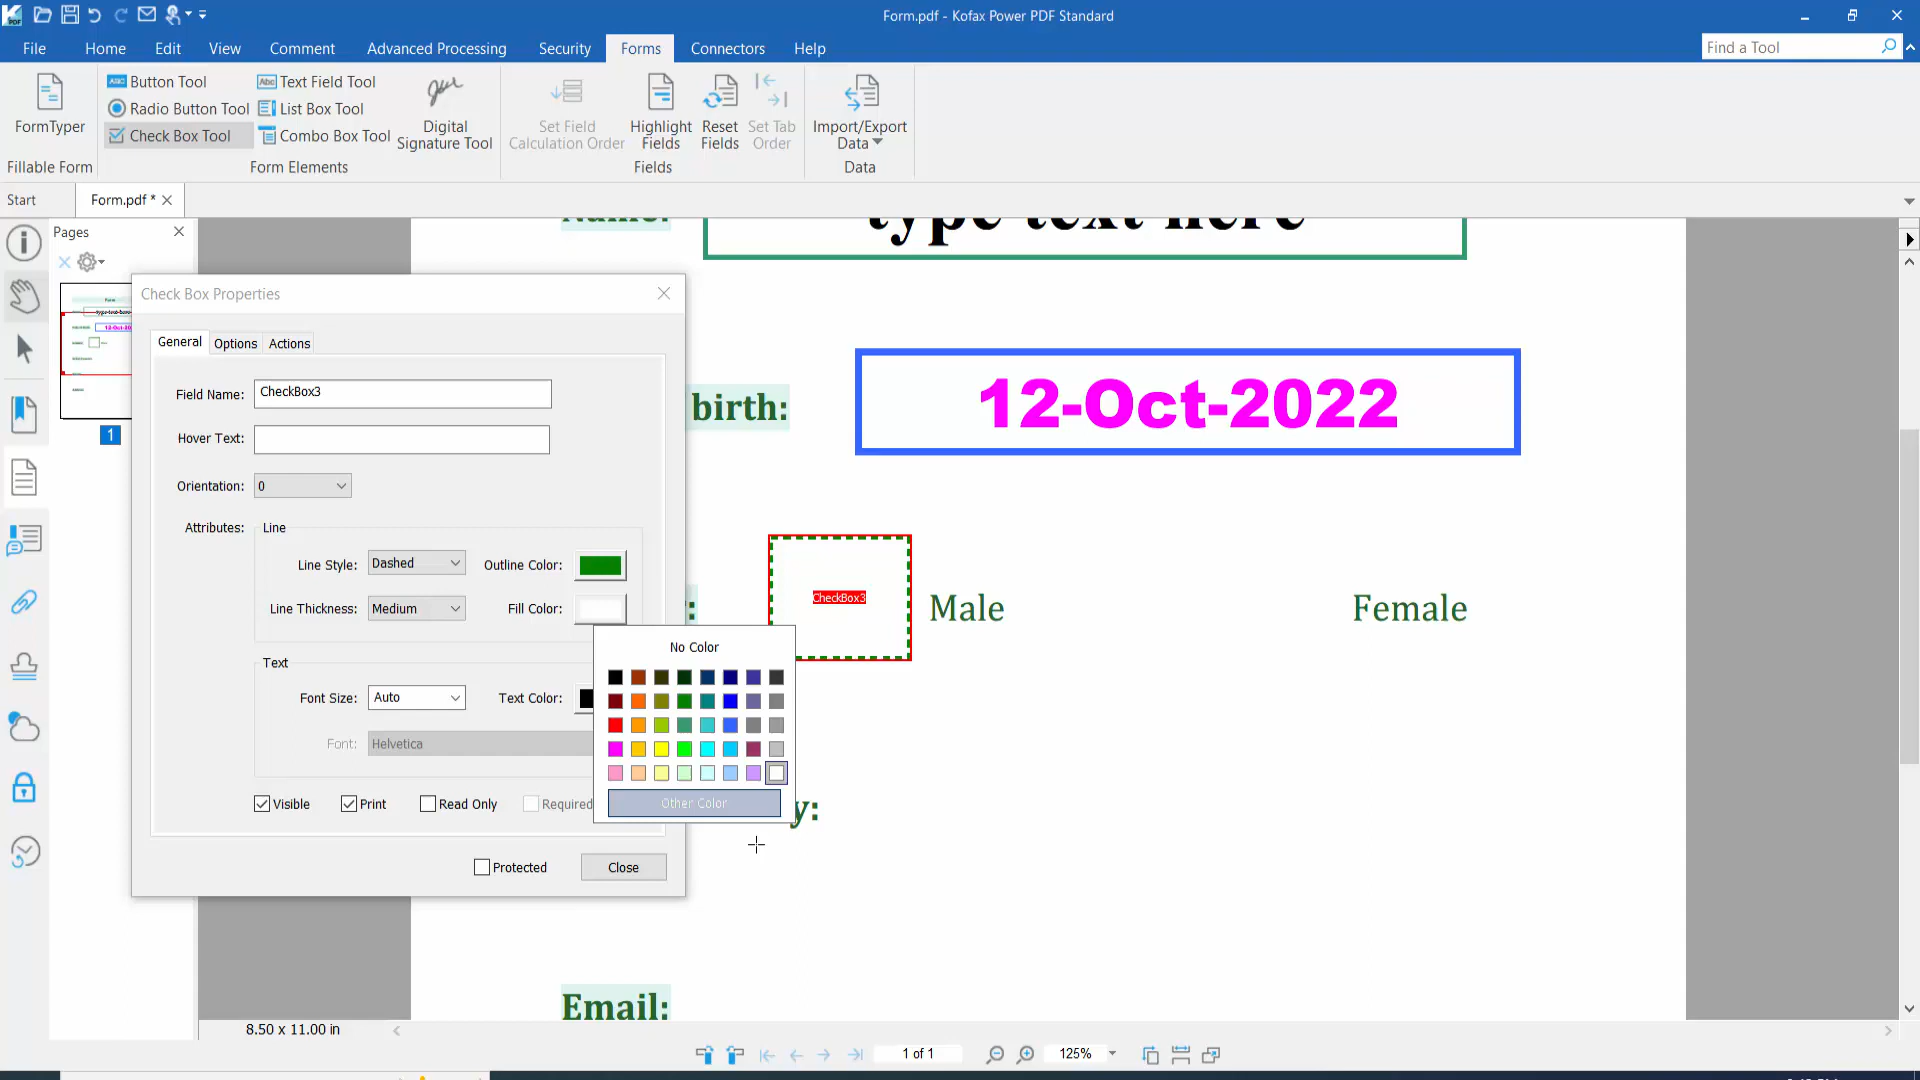 Form.pdf - Kofax Power PDF Standard
File Home Edit View Comment Advanced Processing Security Forms Connectors Help
Find a Tool
FormTyper
Fillable Form
Button Tool
Radio Button Tool
Check Box Tool
Text Field Tool
List Box Tool
Combo Box Tool
Form Elements
Digital
Signature Tool
Set Field
Calculation Order
Highlight
Fields
Reset
Fields
Set Tab
Order
Fields
Import/Export
Data
Data
Start
Form.pdf *
Pages
1
Name:
type text here
birth:
12-Oct-2022
CheckBox3
Male
Female
y:
Email:
Check Box Properties
General Options Actions
Field Name: CheckBox3
Hover Text:
Orientation: 0
Attributes: Line
Line Style: Dashed Outline Color:
Line Thickness: Medium Fill Color:
Text
Font Size: Auto Text Color:
Font: Helvetica
Visible Print Read Only Required
Protected Close
No Color
Other Color
8.50 x 11.00 in
1 of 1
125%